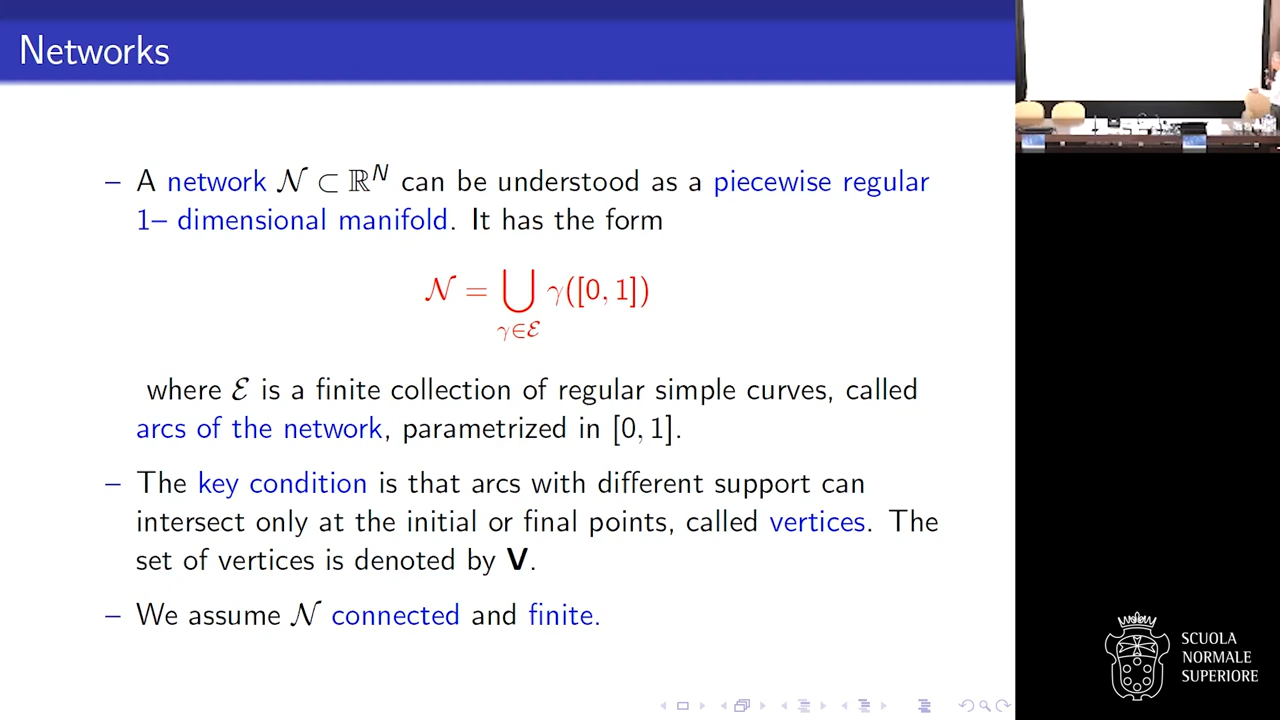 Networks
– A network 𝒩 ⊂ ℝᴺ can be understood as a piecewise regular
1– dimensional manifold. It has the form
𝒩 = ⋃ γ([0, 1])
γ∈ℰ
where ℰ is a finite collection of regular simple curves, called
arcs of the network, parametrized in [0, 1].
– The key condition is that arcs with different support can
intersect only at the initial or final points, called vertices. The
set of vertices is denoted by V.
– We assume 𝒩 connected and finite.
SCUOLA
NORMALE
SUPERIORE